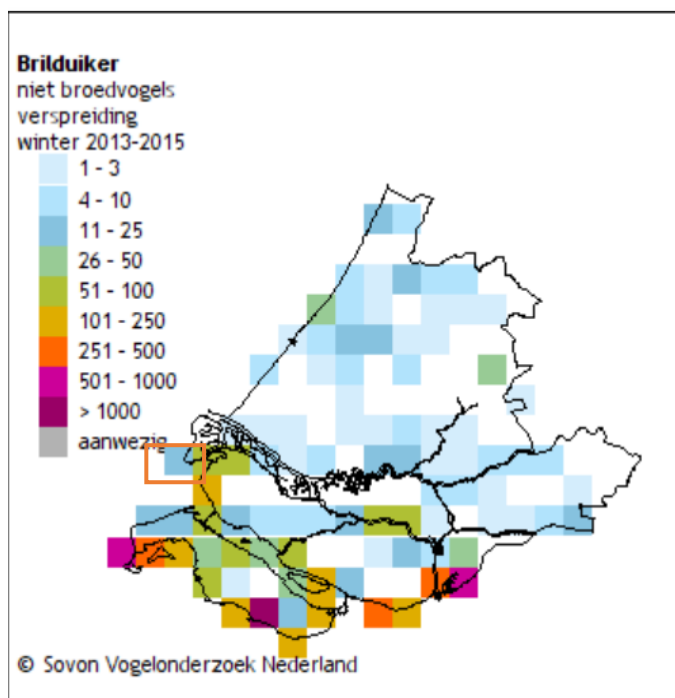 Brilduiker
niet broedvogels
verspreiding
winter 2013-2015
1 - 3
4 - 10
11 - 25
26 - 50
51 - 100
101 - 250
251 - 500
501 - 1000
> 1000
aanwezig
© Sovon Vogelonderzoek Nederland